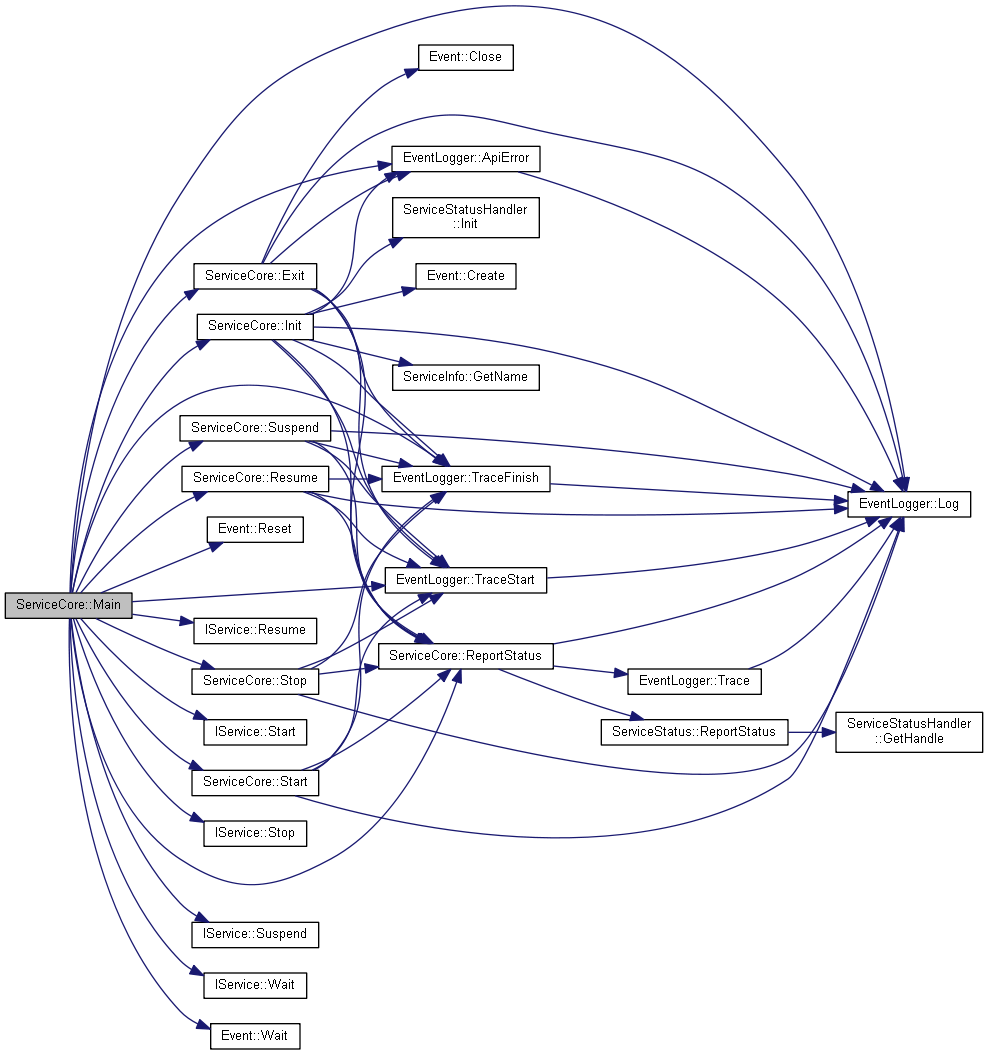 Event::Close
EventLogger::ApiError
ServiceStatusHandler
::Init
ServiceCore::Exit
Event::Create
ServiceCore::Init
ServiceInfo::GetName
ServiceCore::Suspend
ServiceCore::Resume
EventLogger::TraceFinish
EventLogger::Log
Event::Reset
EventLogger::TraceStart
ServiceCore::Main
IService::Resume
ServiceCore::ReportStatus
ServiceCore::Stop
EventLogger::Trace
IService::Start
ServiceStatus::ReportStatus
ServiceStatusHandler
::GetHandle
ServiceCore::Start
IService::Stop
IService::Suspend
IService::Wait
Event::Wait